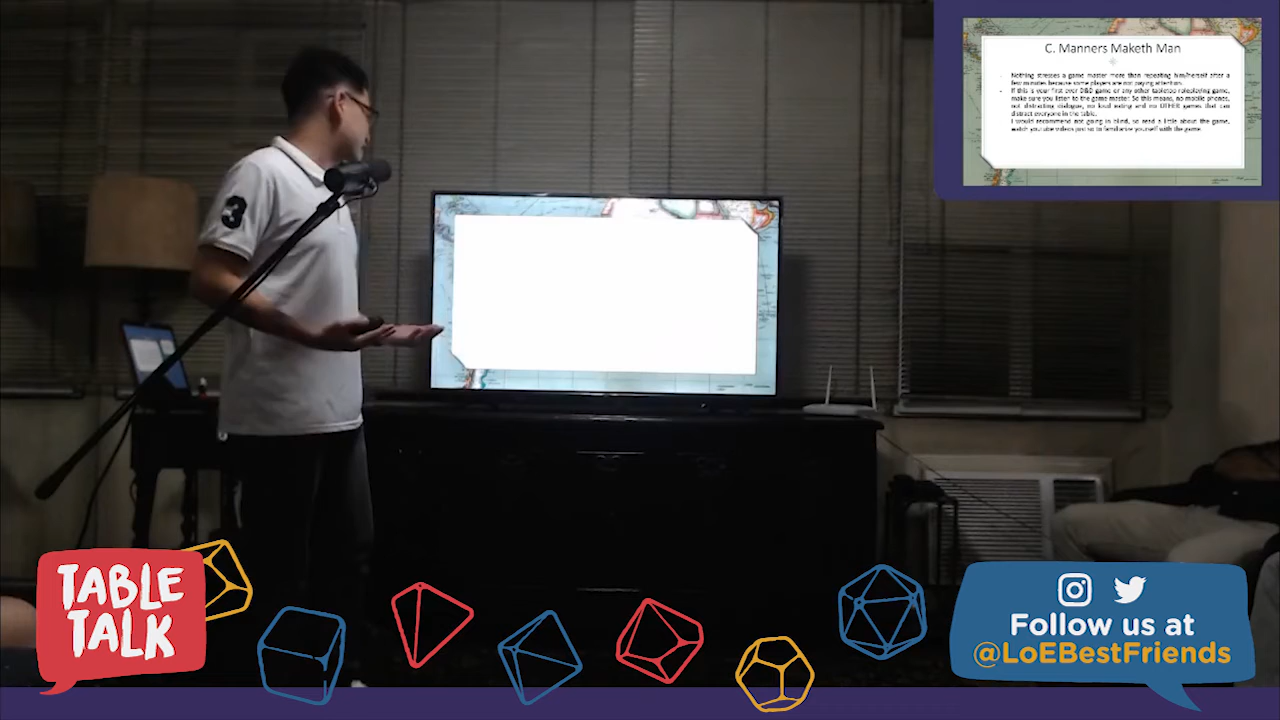 C. Manners Maketh Man
Nothing stresses a game master more than repeating him/herself after a
few minutes because some players are not paying attention.
If this is your first ever D&D game or any other tabletop roleplaying game,
make sure you listen to the game master. So this means, no mobile phones,
not distracting dialogue, no loud eating and no OTHER games that can
distract everyone in the table.
I would recommend not going in blind, so read a little about the game,
watch youtube videos just so to familiarize yourself with the game.
3
TABLE
TALK
Follow us at
@LoEBestFriends